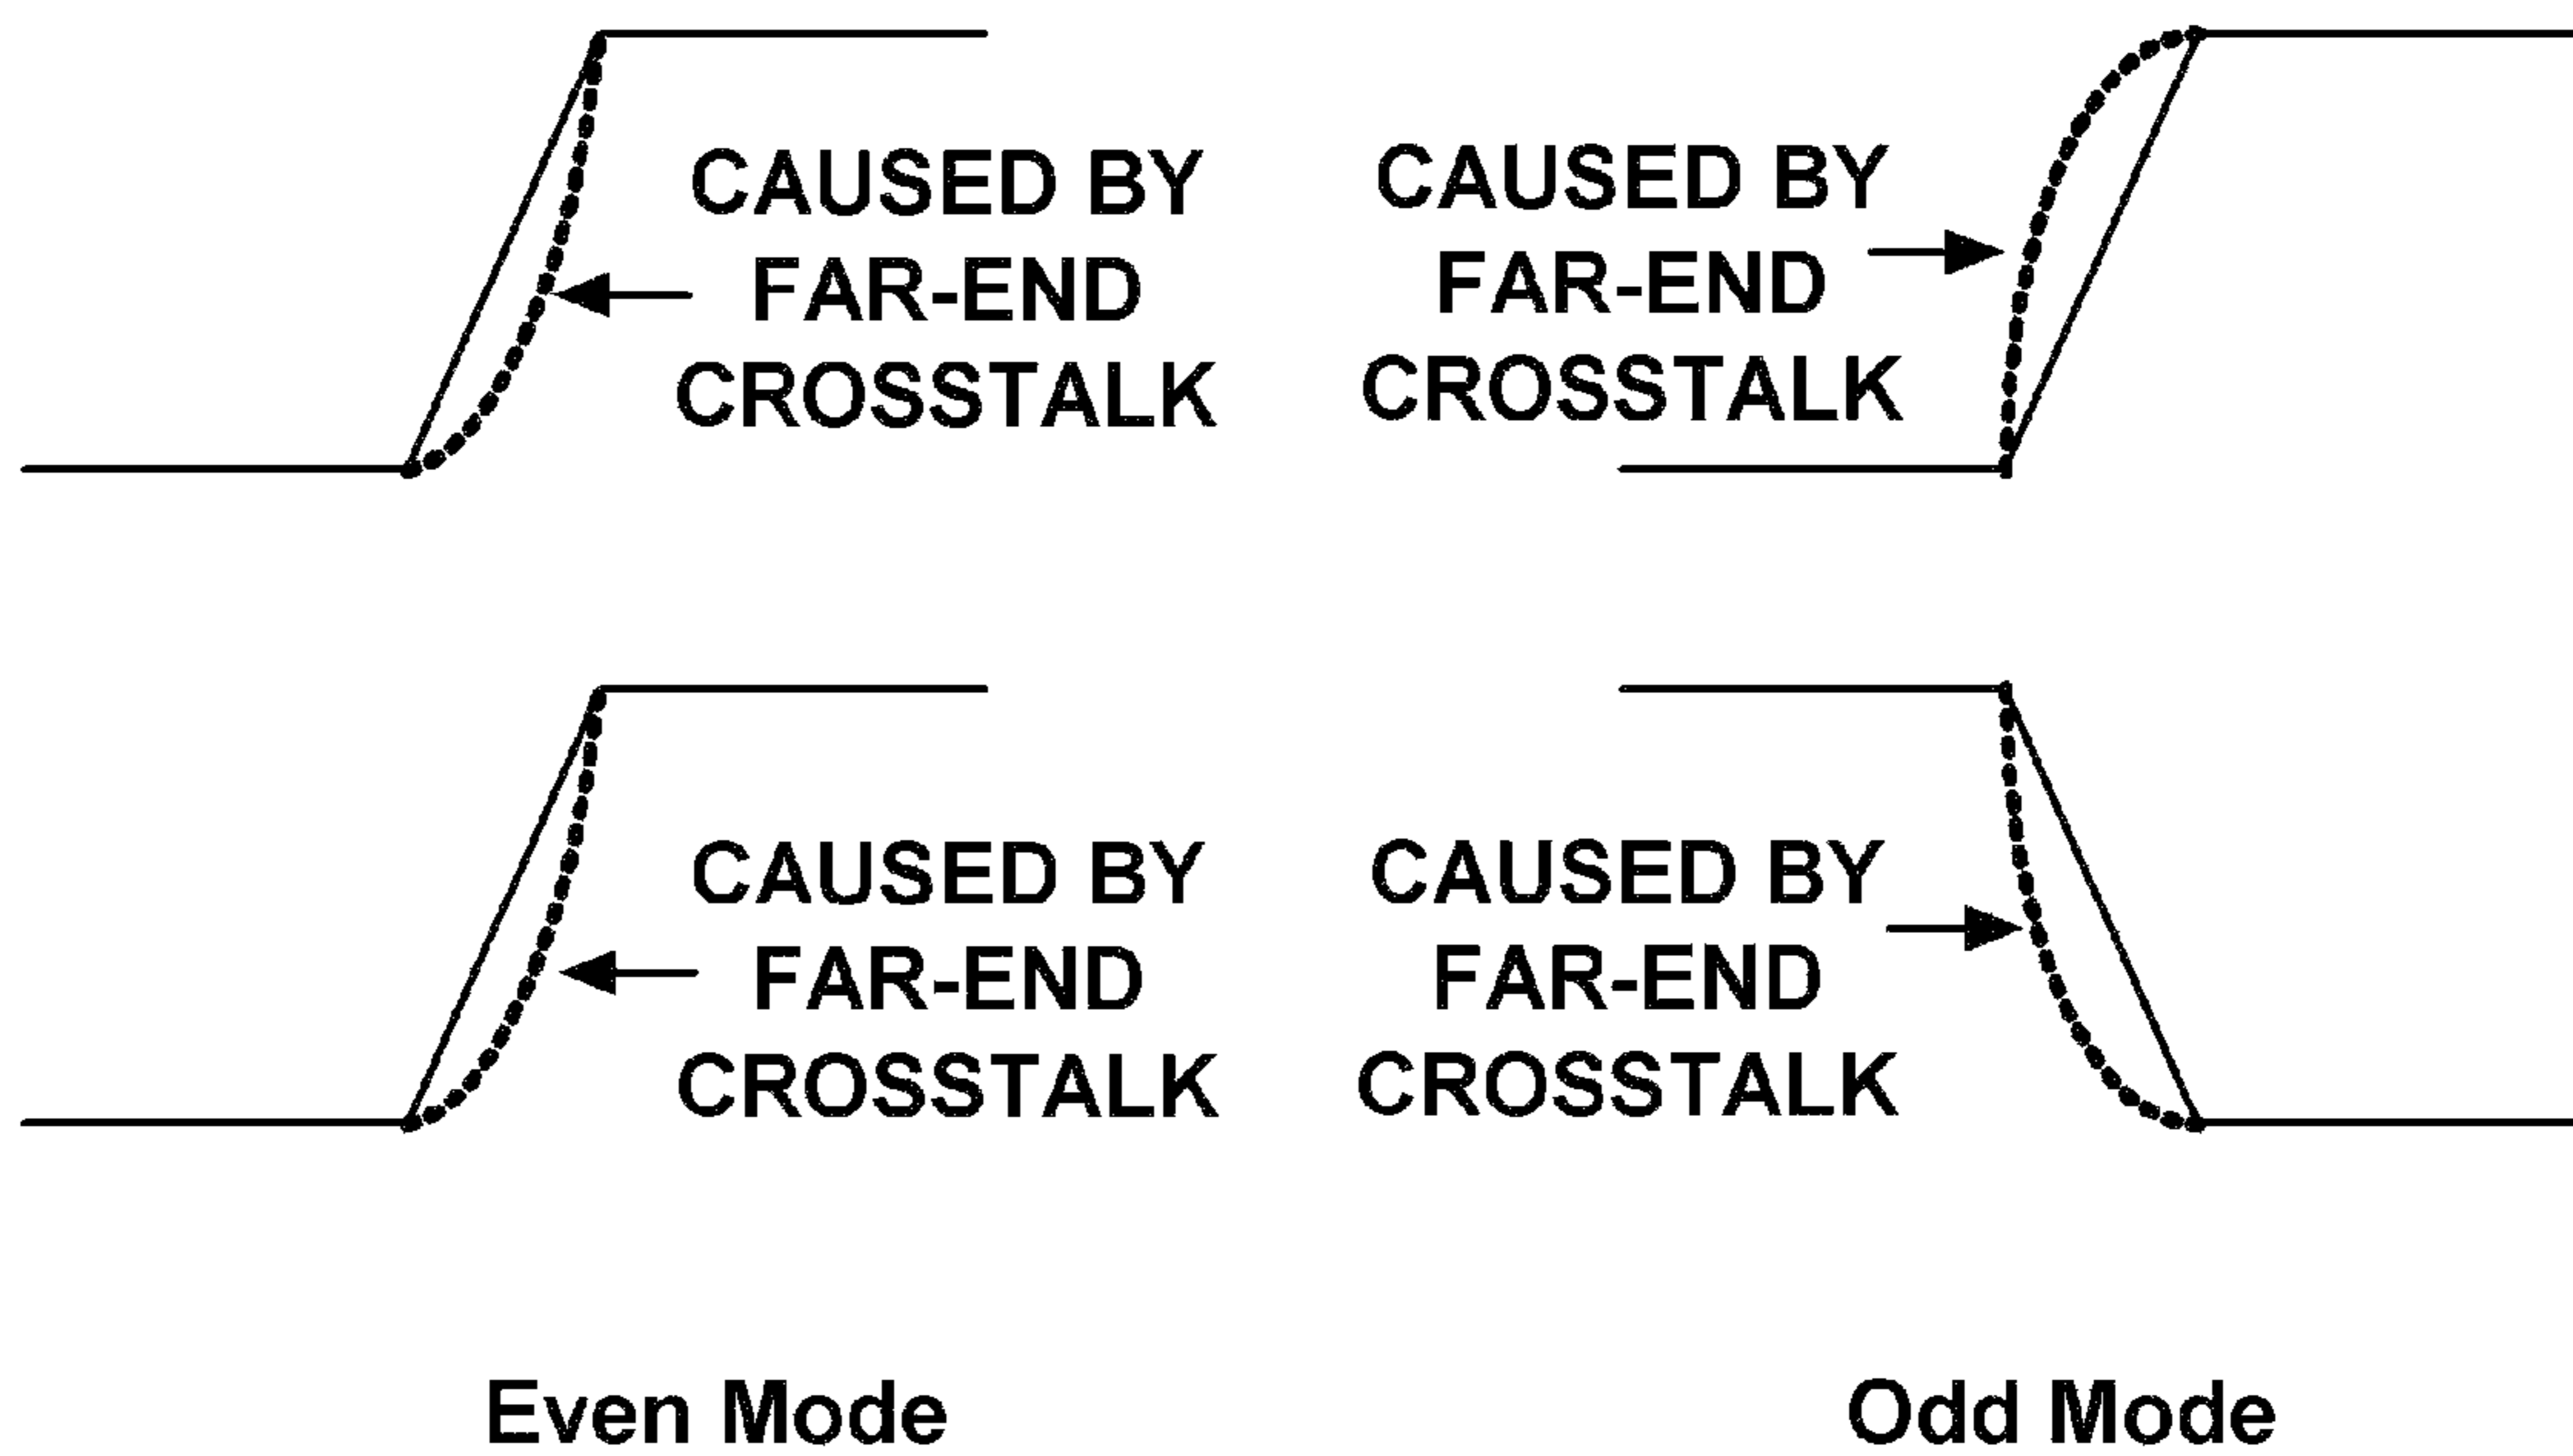 CAUSED BY
FAR-END
CROSSTALK
CAUSED BY
FAR-END
CROSSTALK
CAUSED BY
FAR-END
CROSSTALK
CAUSED BY
FAR-END
CROSSTALK
Even Mode
Odd Mode